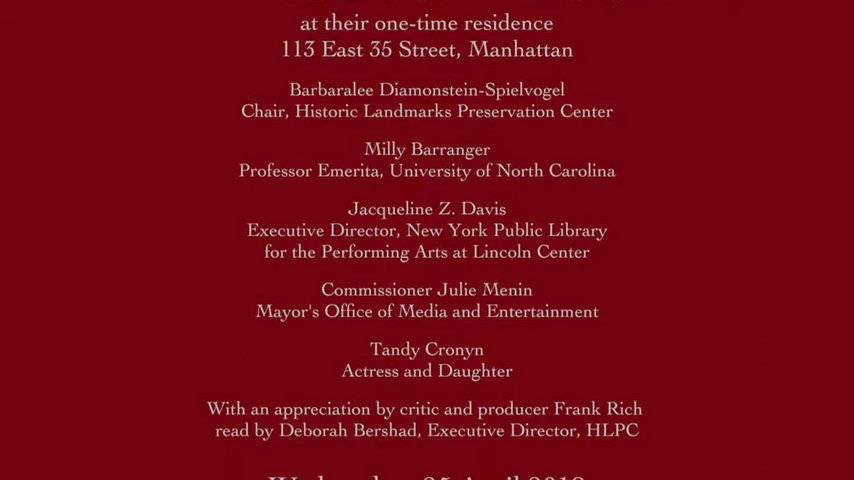 at their one-time residence
113 East 35 Street, Manhattan
Barbaralee Diamonstein-Spielvogel
Chair, Historic Landmarks Preservation Center
Milly Barranger
Professor Emerita, University of North Carolina
Jacqueline Z. Davis
Executive Director, New York Public Library
for the Performing Arts at Lincoln Center
Commissioner Julie Menin
Mayor's Office of Media and Entertainment
Tandy Cronyn
Actress and Daughter
With an appreciation by critic and producer Frank Rich
read by Deborah Bershad, Executive Director, HLPC